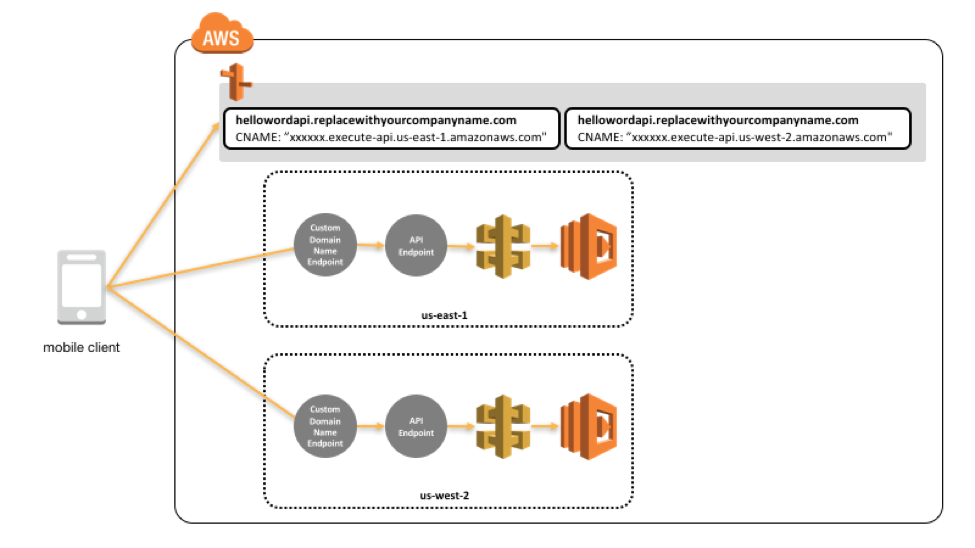 AWS
hellowordapi.replacewithyourcompanyname.com
CNAME: “xxxxxx.execute-api.us-east-1.amazonaws.com"
hellowordapi.replacewithyourcompanyname.com
CNAME: “xxxxxx.execute-api.us-west-2.amazonaws.com"
Custom
Domain
Name
Endpoint
API
Endpoint
us-east-1
mobile client
Custom
Domain
Name
Endpoint
API
Endpoint
us-west-2